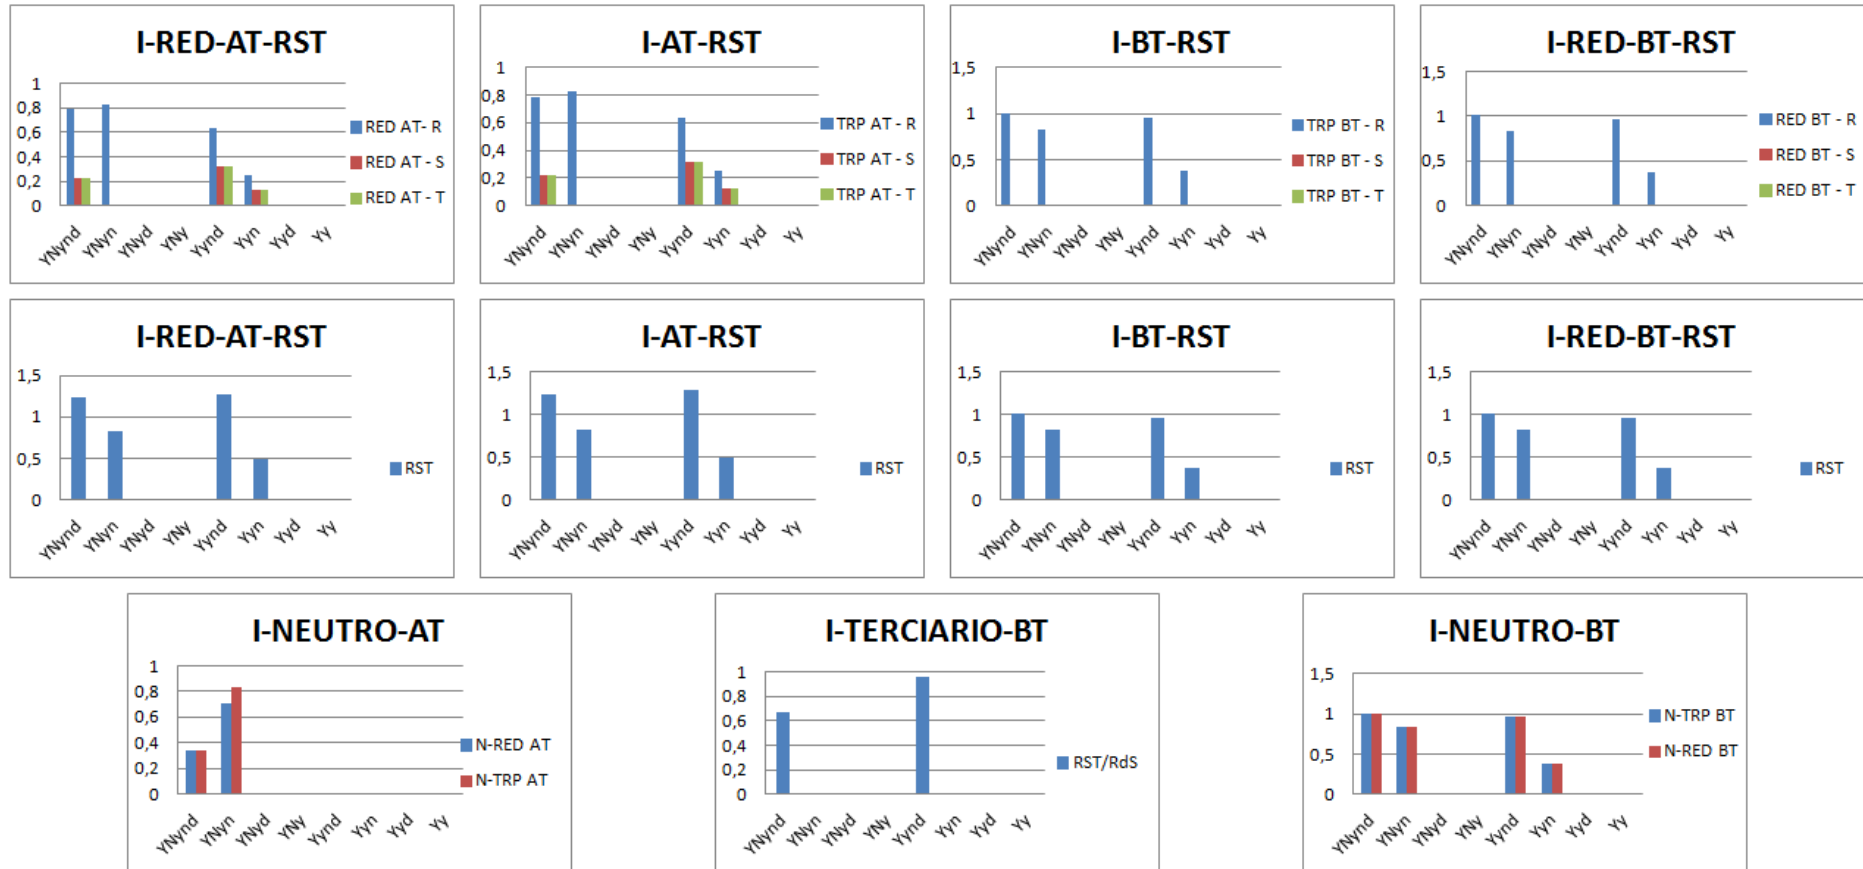 I-RED-AT-RST
1
0,8
0,6
0,4
0,2
0
YNynd YNyn YNyd YNy Yynd Yyn Yyd Yy
RED AT- R
RED AT - S
RED AT - T
I-AT-RST
1
0,8
0,6
0,4
0,2
0
YNynd YNyn YNyd YNy Yynd Yyn Yyd Yy
TRP AT - R
TRP AT - S
TRP AT - T
I-BT-RST
1,5
1
0,5
0
YNynd YNyn YNyd YNy Yynd Yyn Yyd Yy
TRP BT - R
TRP BT - S
TRP BT - T
I-RED-BT-RST
1,5
1
0,5
0
YNynd YNyn YNyd YNy Yynd Yyn Yyd Yy
RED BT - R
RED BT - S
RED BT - T
I-RED-AT-RST
1,5
1
0,5
0
YNynd YNyn YNyd YNy Yynd Yyn Yyd Yy
RST
I-AT-RST
1,5
1
0,5
0
YNynd YNyn YNyd YNy Yynd Yyn Yyd Yy
RST
I-BT-RST
1,5
1
0,5
0
YNynd YNyn YNyd YNy Yynd Yyn Yyd Yy
RST
I-RED-BT-RST
1,5
1
0,5
0
YNynd YNyn YNyd YNy Yynd Yyn Yyd Yy
RST
I-NEUTRO-AT
1
0,8
0,6
0,4
0,2
0
YNynd YNyn YNyd YNy Yynd Yyn Yyd Yy
N-RED AT
N-TRP AT
I-TERCIARIO-BT
1
0,8
0,6
0,4
0,2
0
YNynd YNyn YNyd YNy Yynd Yyn Yyd Yy
RST/RdS
I-NEUTRO-BT
1,5
1
0,5
0
YNynd YNyn YNyd YNy Yynd Yyn Yyd Yy
N-TRP BT
N-RED BT